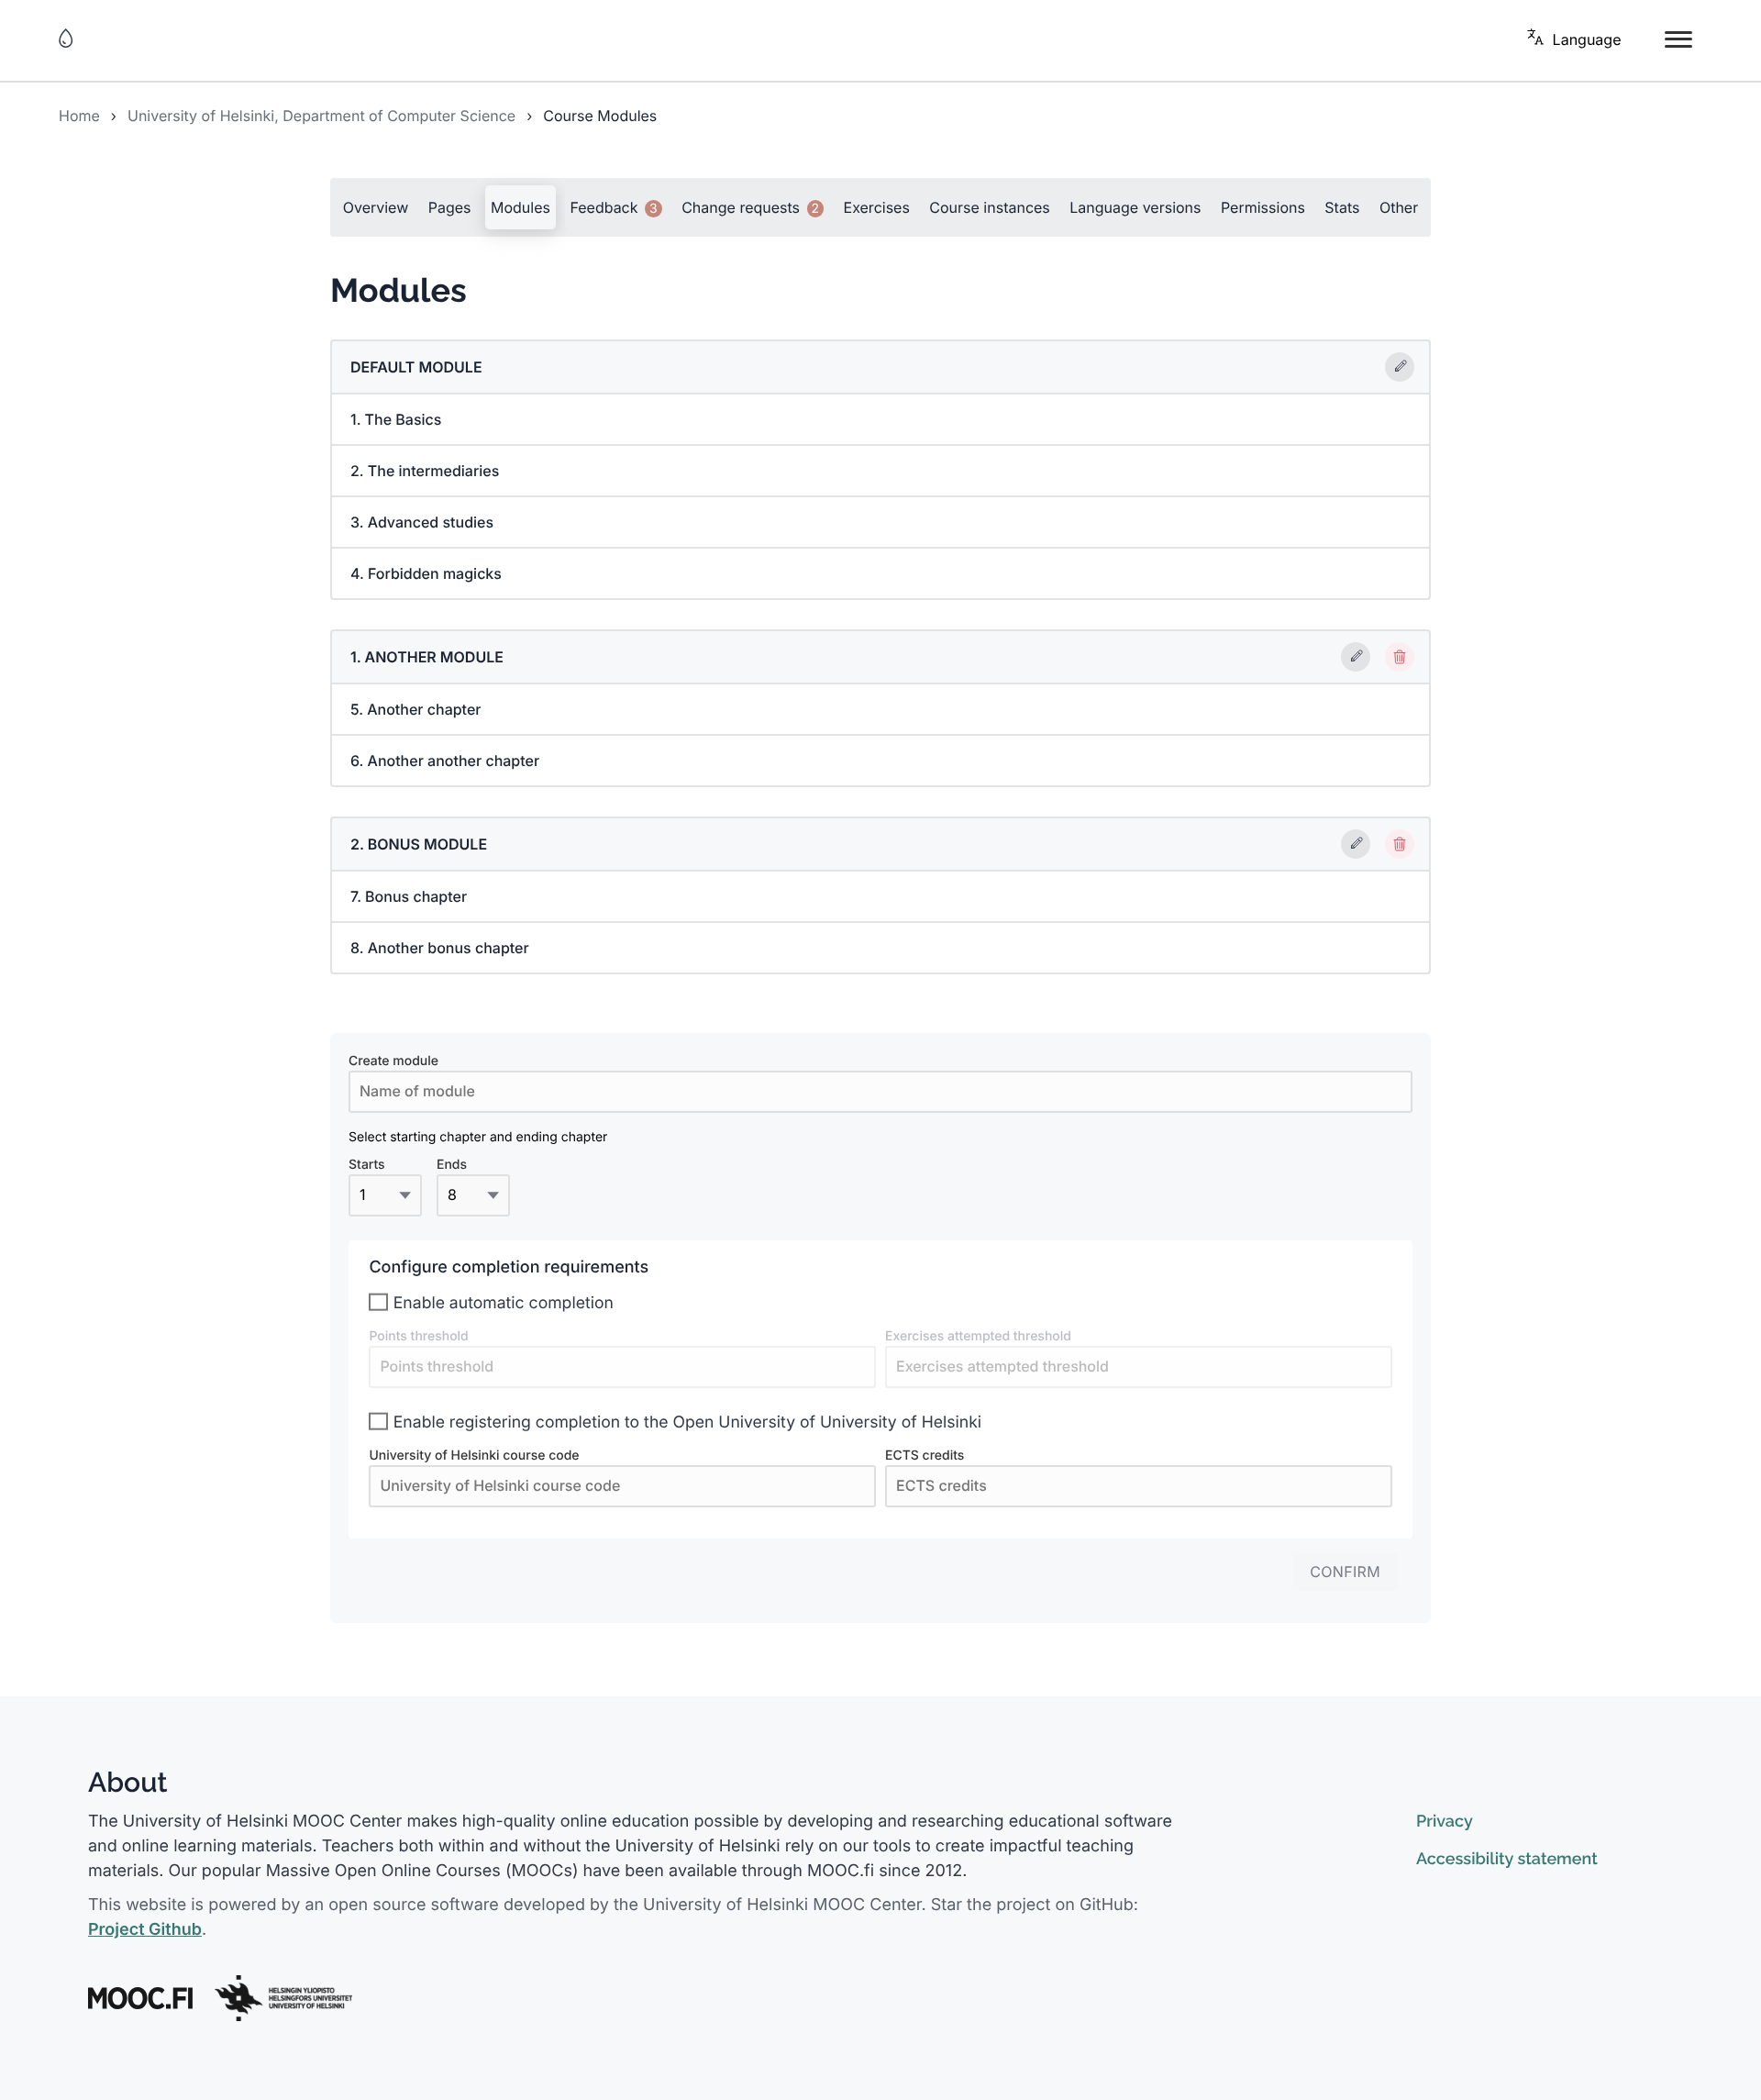 Language
Home › University of Helsinki, Department of Computer Science › Course Modules
Overview Pages Modules Feedback 3 Change requests 2 Exercises Course instances Language versions Permissions Stats Other
Modules
DEFAULT MODULE
1. The Basics
2. The intermediaries
3. Advanced studies
4. Forbidden magicks
1. ANOTHER MODULE
5. Another chapter
6. Another another chapter
2. BONUS MODULE
7. Bonus chapter
8. Another bonus chapter
Create module
Name of module
Select starting chapter and ending chapter
Starts Ends
1 8
Configure completion requirements
Enable automatic completion
Points threshold Exercises attempted threshold
Points threshold Exercises attempted threshold
Enable registering completion to the Open University of University of Helsinki
University of Helsinki course code ECTS credits
University of Helsinki course code ECTS credits
CONFIRM
About
The University of Helsinki MOOC Center makes high-quality online education possible by developing and researching educational software
and online learning materials. Teachers both within and without the University of Helsinki rely on our tools to create impactful teaching
materials. Our popular Massive Open Online Courses (MOOCs) have been available through MOOC.fi since 2012.
This website is powered by an open source software developed by the University of Helsinki MOOC Center. Star the project on GitHub:
Project Github.
Privacy
Accessibility statement
MOOC.FI
HELSINGIN YLIOPISTO
HELSINGFORS UNIVERSITET
UNIVERSITY OF HELSINKI